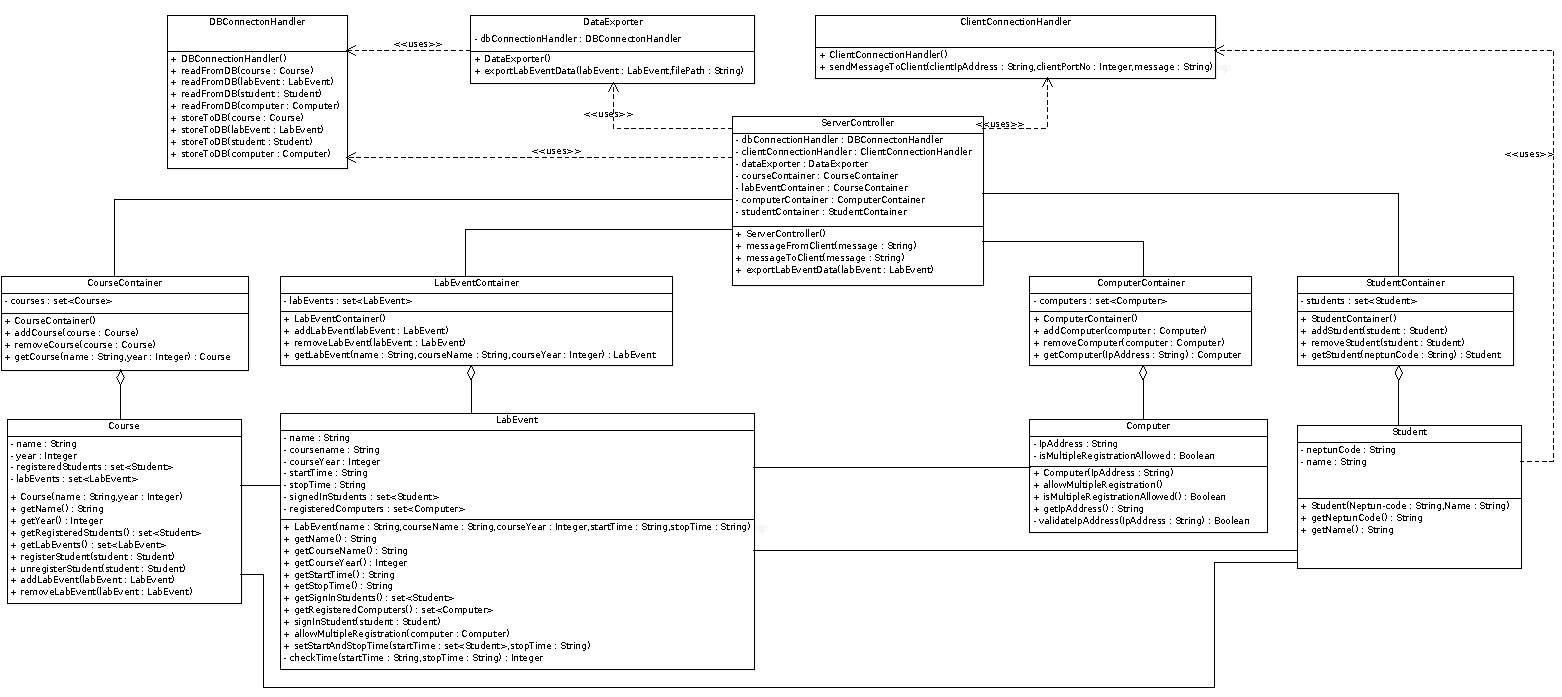 DBConnectonHandler
+ DBConnectionHandler()
+ readFromDB(course : Course)
+ readFromDB(labEvent : LabEvent)
+ readFromDB(student : Student)
+ readFromDB(computer : Computer)
+ storeToDB(course : Course)
+ storeToDB(labEvent : LabEvent)
+ storeToDB(student : Student)
+ storeToDB(computer : Computer)
<<uses>>
DataExporter
- dbConnectionHandler : DBConnectonHandler
+ DataExporter()
+ exportLabEventData(labEvent : LabEvent,filePath : String)
ClientConnectionHandler
+ ClientConnectionHandler()
+ sendMessageToClient(clientIpAddress : String,clientPortNo : Integer,message : String)
<<uses>>
<<uses>>
<<uses>>
<<uses>>
ServerController
- dbConnectionHandler : DBConnectonHandler
- clientConnectionHandler : ClientConnectionHandler
- dataExporter : DataExporter
- courseContainer : CourseContainer
- labEventContainer : CourseContainer
- computerContainer : ComputerContainer
- studentContainer : StudentContainer
+ ServerController()
+ messageFromClient(message : String)
+ messageToClient(message : String)
+ exportLabEventData(labEvent : LabEvent)
CourseContainer
- courses : set<Course>
+ CourseContainer()
+ addCourse(course : Course)
+ removeCourse(course : Course)
+ getCourse(name : String,year : Integer) : Course
LabEventContainer
- labEvents : set<LabEvent>
+ LabEventContainer()
+ addLabEvent(labEvent : LabEvent)
+ removeLabEvent(labEvent : LabEvent)
+ getLabEvent(name : String,courseName : String,courseYear : Integer) : LabEvent
ComputerContainer
- computers : set<Computer>
+ ComputerContainer()
+ addComputer(computer : Computer)
+ removeComputer(computer : Computer)
+ getComputer(IpAddress : String) : Computer
StudentContainer
- students : set<Student>
+ StudentContainer()
+ addStudent(student : Student)
+ removeStudent(student : Student)
+ getStudent(neptunCode : String) : Student
Course
- name : String
- year : Integer
- registeredStudents : set<Student>
- labEvents : set<LabEvent>
+ Course(name : String,year : Integer)
+ getName() : String
+ getYear() : Integer
+ getRegisteredStudents() : set<Student>
+ getLabEvents() : set<LabEvent>
+ registerStudent(student : Student)
+ unregisterStudent(student : Student)
+ addLabEvent(labEvent : LabEvent)
+ removeLabEvent(labEvent : LabEvent)
LabEvent
- name : String
- coursename : String
- courseYear : Integer
- startTime : String
- stopTime : String
- signedInStudents : set<Student>
- registeredComputers : set<Computer>
+ LabEvent(name : String,courseName : String,courseYear : Integer,startTime : String,stopTime : String)
+ getName() : String
+ getCourseName() : String
+ getCourseYear() : Integer
+ getStartTime() : String
+ getStopTime() : String
+ getSignInStudents() : set<Student>
+ getRegisteredComputers() : set<Computer>
+ signInStudent(student : Student)
+ allowMultipleRegistration(computer : Computer)
+ setStartAndStopTime(startTime : set<Student>,stopTime : String)
- checkTime(startTime : String,stopTime : String) : Integer
Computer
- IpAddress : String
- isMultipleRegistrationAllowed : Boolean
+ Computer(IpAddress : String)
+ allowMultipleRegistration()
+ isMultipleRegistrationAllowed() : Boolean
+ getIpAddress() : String
- validateIpAddress(IpAddress : String) : Boolean
Student
- neptunCode : String
- name : String
+ Student(Neptun-code : String,Name : String)
+ getNeptunCode() : String
+ getName() : String